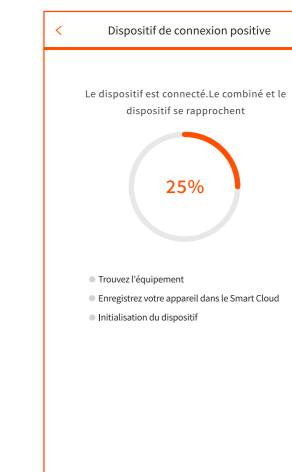 Dispositif de connexion positive
Le dispositif est connecté.Le combiné et le
dispositif se rapprochent
25%
Trouvez l'équipement
Enregistrez votre appareil dans le Smart Cloud
Initialisation du dispositif